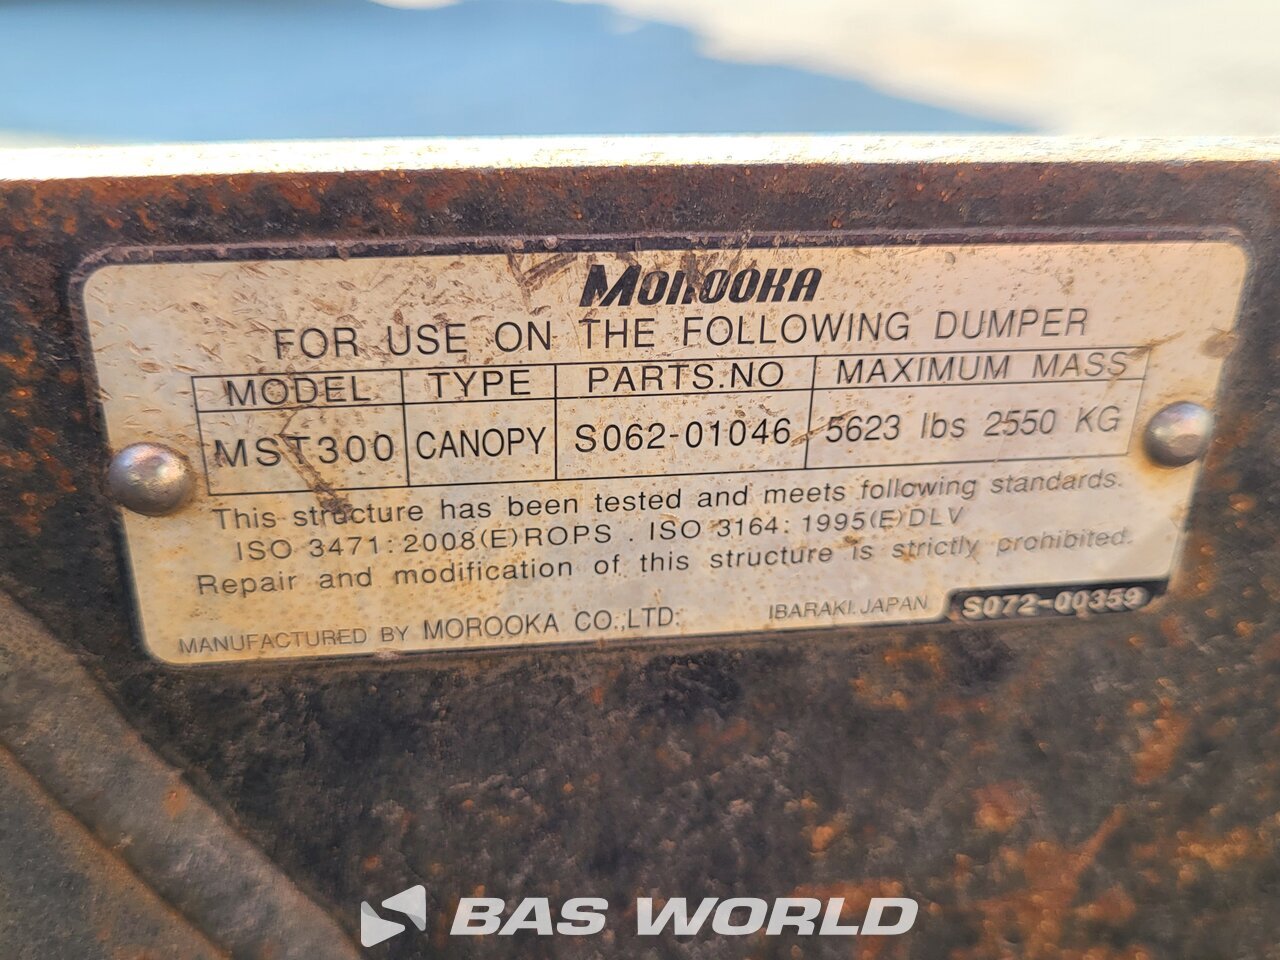 MOROOKA
FOR USE ON THE FOLLOWING DUMPER
MODEL TYPE PARTS.NO MAXIMUM MASS
MST300 CANOPY S062-01046 5623 lbs 2550 KG
This structure has been tested and meets following standards.
ISO 3471:2008(E)ROPS . ISO 3164:1995(E)DLV
Repair and modification of this structure is strictly prohibited.
MANUFACTURED BY MOROOKA CO.,LTD. IBARAKI.JAPAN S072-00359
BAS WORLD